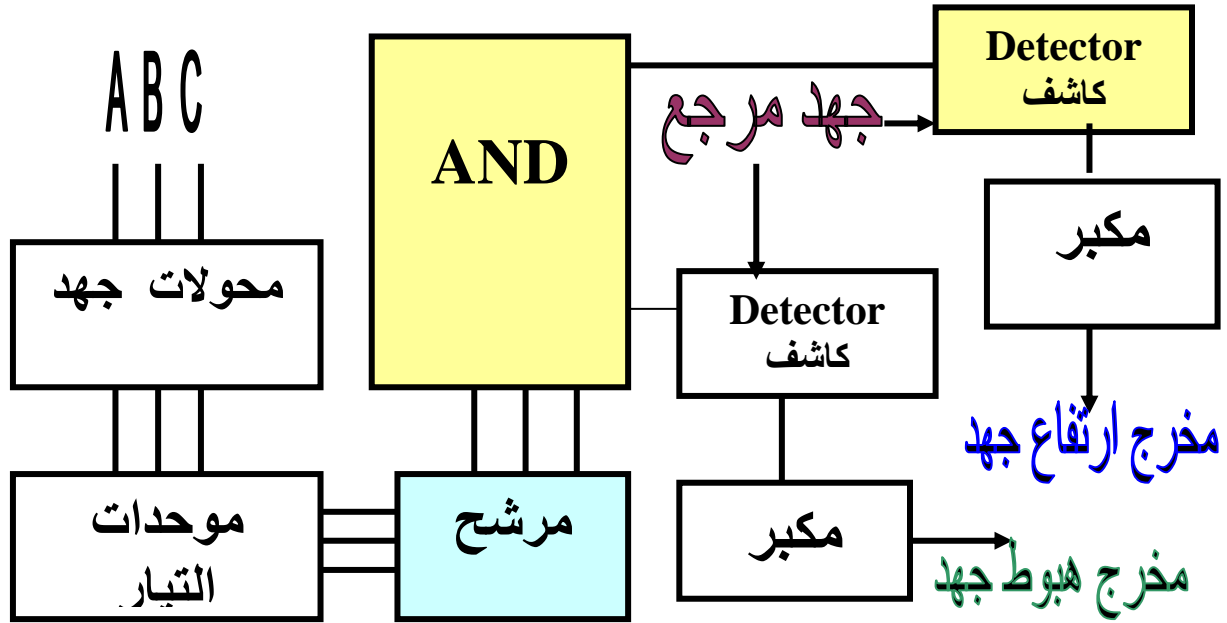 A B C
محولات جهد
موحدات
التيار
مرشح
AND
جهد مرجع
Detector
كاشف
مكبر
مخرج ارتفاع جهد
Detector
كاشف
مكبر
مخرج هبوط جهد